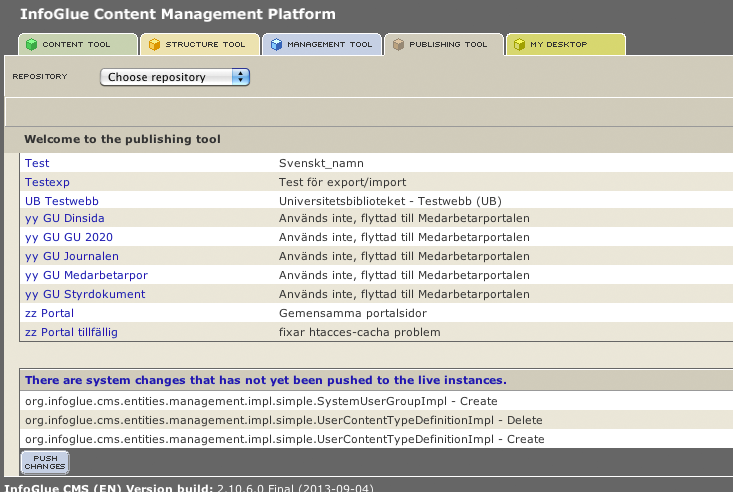 InfoGlue Content Management Platform
CONTENT TOOL STRUCTURE TOOL MANAGEMENT TOOL PUBLISHING TOOL MY DESKTOP
REPOSITORY Choose repository
Welcome to the publishing tool
Test Svenskt_namn
Testexp Test för export/import
UB Testwebb Universitetsbiblioteket - Testwebb (UB)
yy GU Dinsida Används inte, flyttad till Medarbetarportalen
yy GU GU 2020 Används inte, flyttad till Medarbetarportalen
yy GU Journalen Används inte, flyttad till Medarbetarportalen
yy GU Medarbetarpor Används inte, flyttad till Medarbetarportalen
yy GU Styrdokument Används inte, flyttad till Medarbetarportalen
zz Portal Gemensamma portalsidor
zz Portal tillfällig fixar htacces-cacha problem
There are system changes that has not yet been pushed to the live instances.
org.infoglue.cms.entities.management.impl.simple.SystemUserGroupImpl - Create
org.infoglue.cms.entities.management.impl.simple.UserContentTypeDefinitionImpl - Delete
org.infoglue.cms.entities.management.impl.simple.UserContentTypeDefinitionImpl - Create
PUSH
CHANGES
InfoGlue CMS (EN) Version build: 2.10.6.0 Final (2013-09-04)